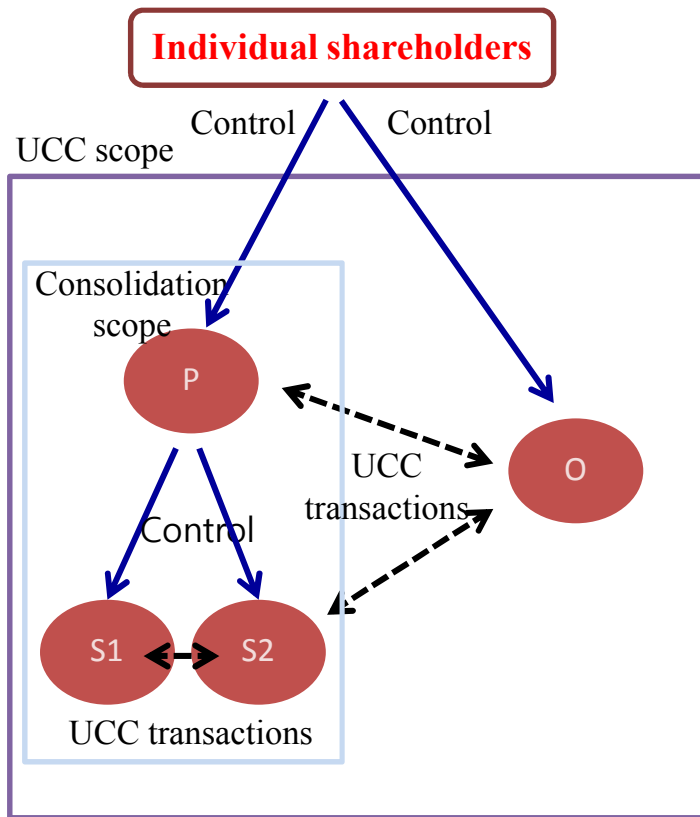 Individual shareholders
Control
Control
UCC scope
Consolidation
scope
P
UCC
transactions
O
Control
S1
S2
UCC transactions